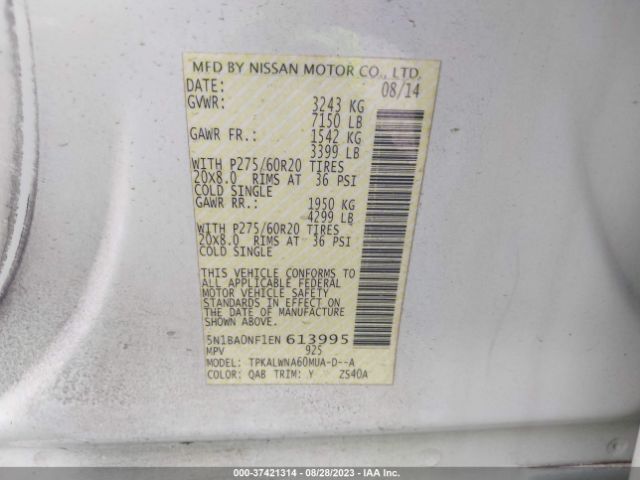 MFD BY NISSAN MOTOR CO., LTD.
DATE: 08/14
GVWR: 3243 KG
7150 LB
GAWR FR.: 1542 KG
3399 LB
WITH P275/60R20 TIRES
20X8.0 RIMS AT 36 PSI
COLD SINGLE
GAWR RR.: 1950 KG
4299 LB
WITH P275/60R20 TIRES
20X8.0 RIMS AT 36 PSI
COLD SINGLE
THIS VEHICLE CONFORMS TO
ALL APPLICABLE FEDERAL
MOTOR VEHICLE SAFETY
STANDARDS IN EFFECT ON
THE DATE OF MANUFACTURE
SHOWN ABOVE.
5N1BA0NF1EN 613995
MPV 925
MODEL: TPKALWNA60MUA-D--A
COLOR: QAB TRIM: Y ZS40A
000-37421314 | 08/28/2023 - IAA Inc.